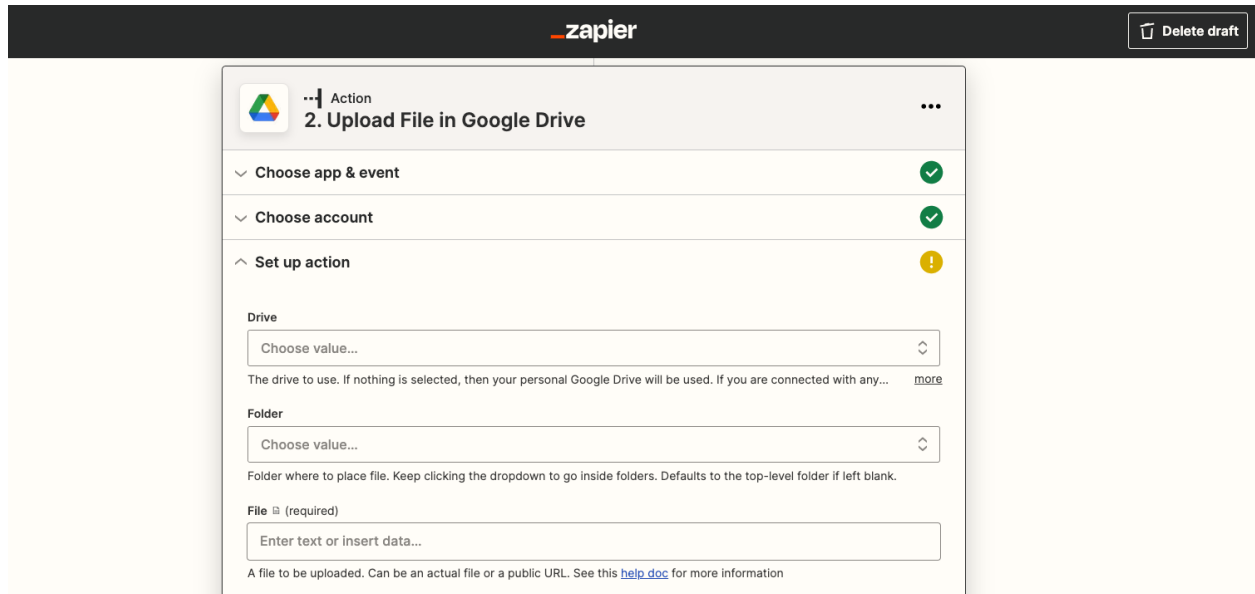 zapier
Delete draft
Action
2. Upload File in Google Drive
Choose app & event
Choose account
Set up action
Drive
Choose value...
The drive to use. If nothing is selected, then your personal Google Drive will be used. If you are connected with any... more
Folder
Choose value...
Folder where to place file. Keep clicking the dropdown to go inside folders. Defaults to the top-level folder if left blank.
File (required)
Enter text or insert data...
A file to be uploaded. Can be an actual file or a public URL. See this help doc for more information